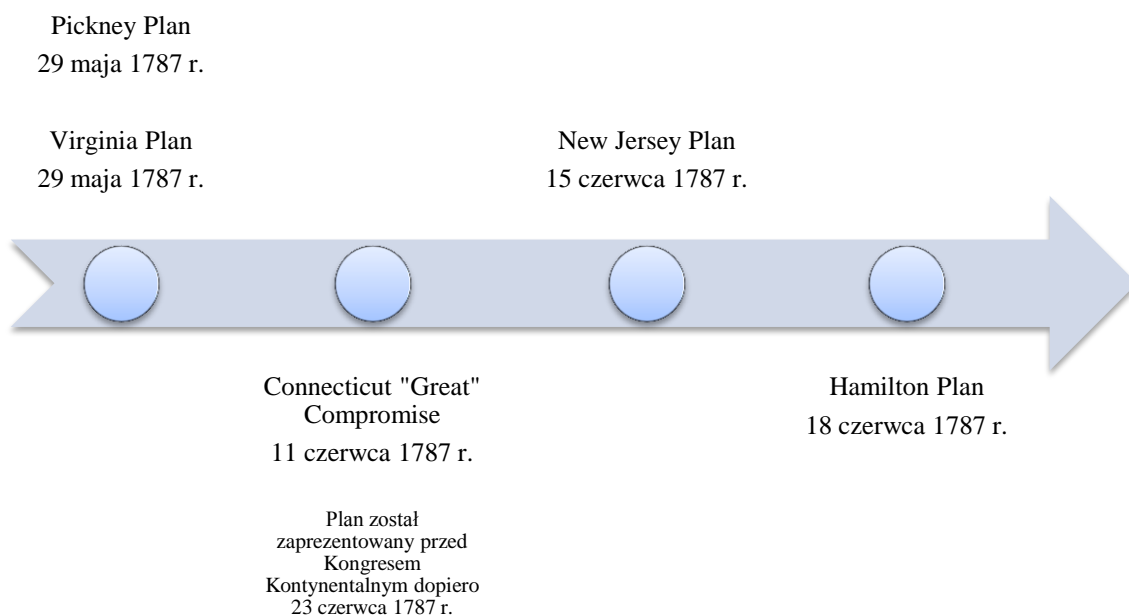 Pickney Plan
29 maja 1787 r.
Virginia Plan
29 maja 1787 r.
New Jersey Plan
15 czerwca 1787 r.
Connecticut "Great"
Compromise
11 czerwca 1787 r.
Plan został
zaprezentowany przed
Kongresem
Kontynentalnym dopiero
23 czerwca 1787 r.
Hamilton Plan
18 czerwca 1787 r.